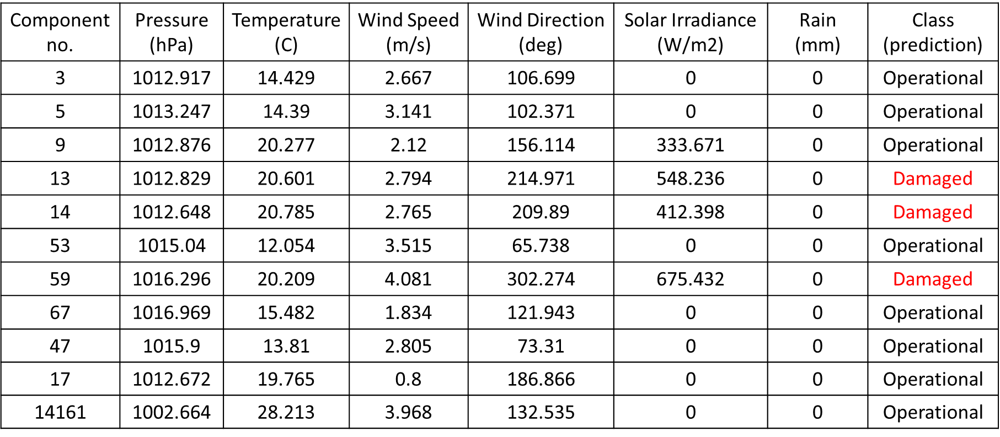 Component no. Pressure (hPa) Temperature (C) Wind Speed (m/s) Wind Direction (deg) Solar Irradiance (W/m2) Rain (mm) Class (prediction)
3 1012.917 14.429 2.667 106.699 0 0 Operational
5 1013.247 14.39 3.141 102.371 0 0 Operational
9 1012.876 20.277 2.12 156.114 333.671 0 Operational
13 1012.829 20.601 2.794 214.971 548.236 0 Damaged
14 1012.648 20.785 2.765 209.89 412.398 0 Damaged
53 1015.04 12.054 3.515 65.738 0 0 Operational
59 1016.296 20.209 4.081 302.274 675.432 0 Damaged
67 1016.969 15.482 1.834 121.943 0 0 Operational
47 1015.9 13.81 2.805 73.31 0 0 Operational
17 1012.672 19.765 0.8 186.866 0 0 Operational
14161 1002.664 28.213 3.968 132.535 0 0 Operational